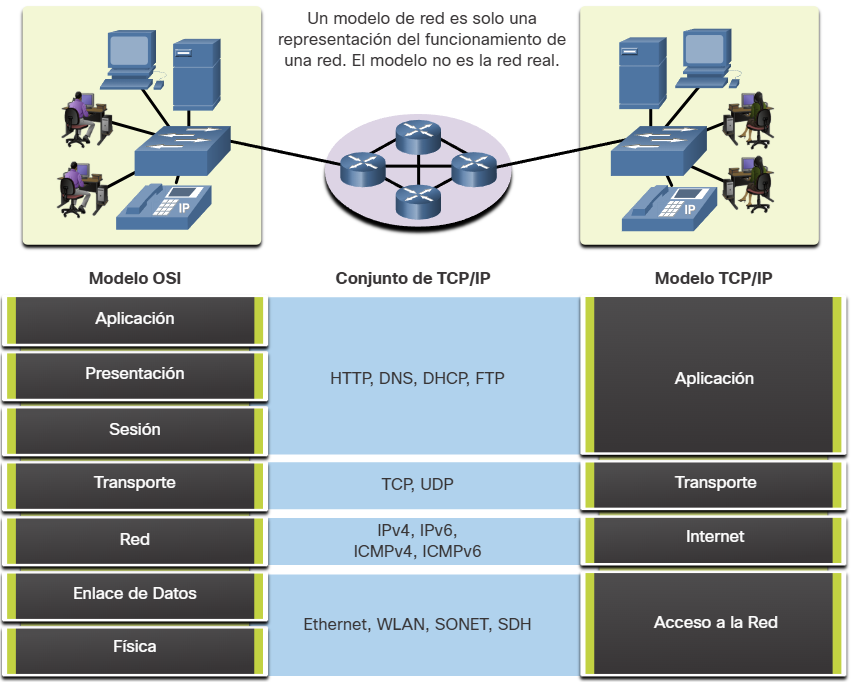 Un modelo de red es solo una
representación del funcionamiento de
una red. El modelo no es la red real.
IP
IP
Modelo OSI
Conjunto de TCP/IP
Modelo TCP/IP
Aplicación
Presentación
Sesión
HTTP, DNS, DHCP, FTP
Aplicación
Transporte
TCP, UDP
Transporte
Red
IPv4, IPv6,
ICMPv4, ICMPv6
Internet
Enlace de Datos
Física
Ethernet, WLAN, SONET, SDH
Acceso a la Red